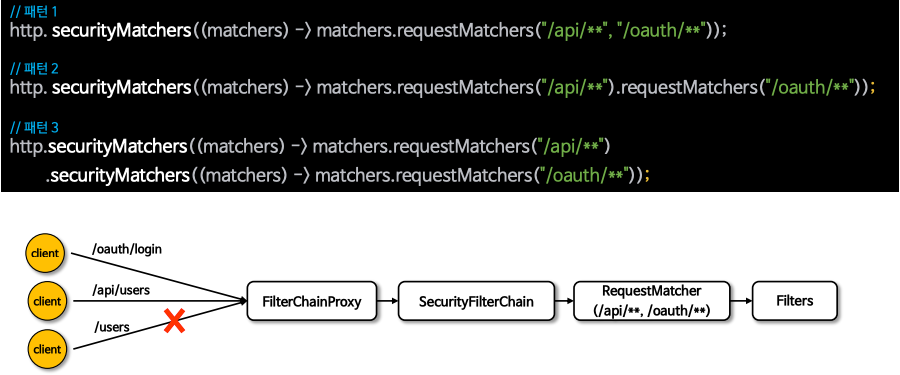 // 패턴 1
http. securityMatchers((matchers) -> matchers.requestMatchers("/api/**", "/oauth/**"));
// 패턴 2
http. securityMatchers((matchers) -> matchers.requestMatchers("/api/**").requestMatchers("/oauth/**"));
// 패턴 3
http.securityMatchers((matchers) -> matchers.requestMatchers("/api/**")
.securityMatchers((matchers) -> matchers.requestMatchers("/oauth/**"));
client
/oauth/login
client
/api/users
client
/users
FilterChainProxy
SecurityFilterChain
RequestMatcher
(/api/**, /oauth/**)
Filters